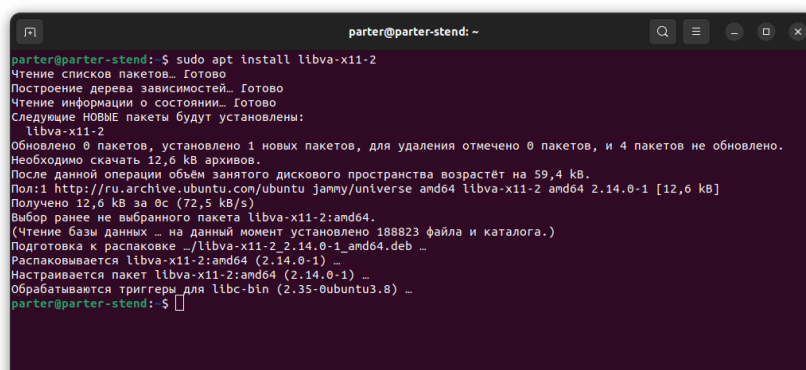 parter@parter-stend: ~
parter@parter-stend:~$ sudo apt install libva-x11-2
Чтение списков пакетов… Готово
Построение дерева зависимостей… Готово
Чтение информации о состоянии… Готово
Следующие НОВЫЕ пакеты будут установлены:
libva-x11-2
Обновлено 0 пакетов, установлено 1 новых пакетов, для удаления отмечено 0 пакетов, и 4 пакетов не обновлено.
Необходимо скачать 12,6 kB архивов.
После данной операции объём занятого дискового пространства возрастёт на 59,4 kB.
Пол:1 http://ru.archive.ubuntu.com/ubuntu jammy/universe amd64 libva-x11-2 amd64 2.14.0-1 [12,6 kB]
Получено 12,6 kB за 0с (72,5 kB/s)
Выбор ранее не выбранного пакета libva-x11-2:amd64.
(Чтение базы данных … на данный момент установлено 188823 файла и каталога.)
Подготовка к распаковке …/libva-x11-2_2.14.0-1_amd64.deb …
Распаковывается libva-x11-2:amd64 (2.14.0-1) …
Настраивается пакет libva-x11-2:amd64 (2.14.0-1) …
Обрабатываются триггеры для libc-bin (2.35-0ubuntu3.8) …
parter@parter-stend:~$